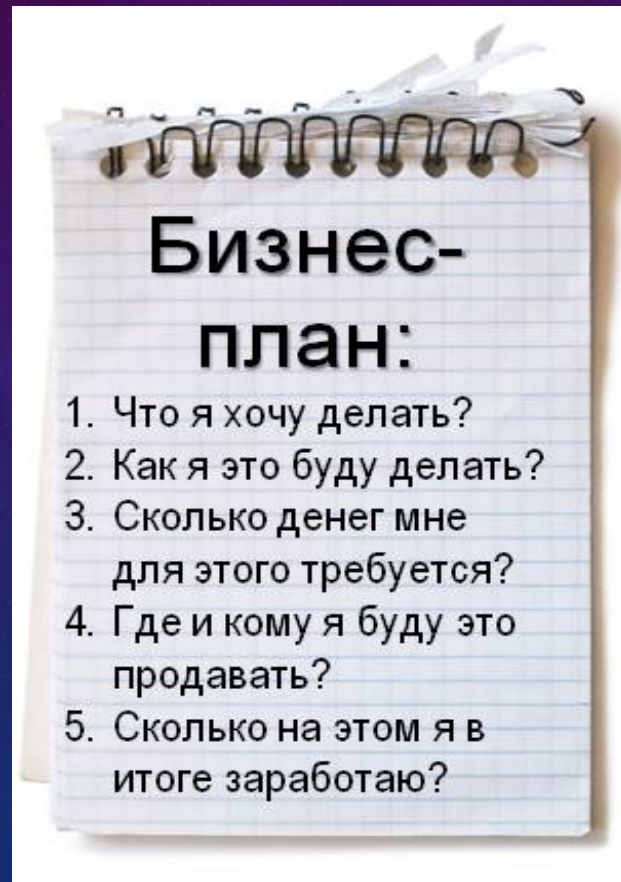 Бизнес-
план:
1. Что я хочу делать?
2. Как я это буду делать?
3. Сколько денег мне
для этого требуется?
4. Где и кому я буду это
продавать?
5. Сколько на этом я в
итоге заработаю?